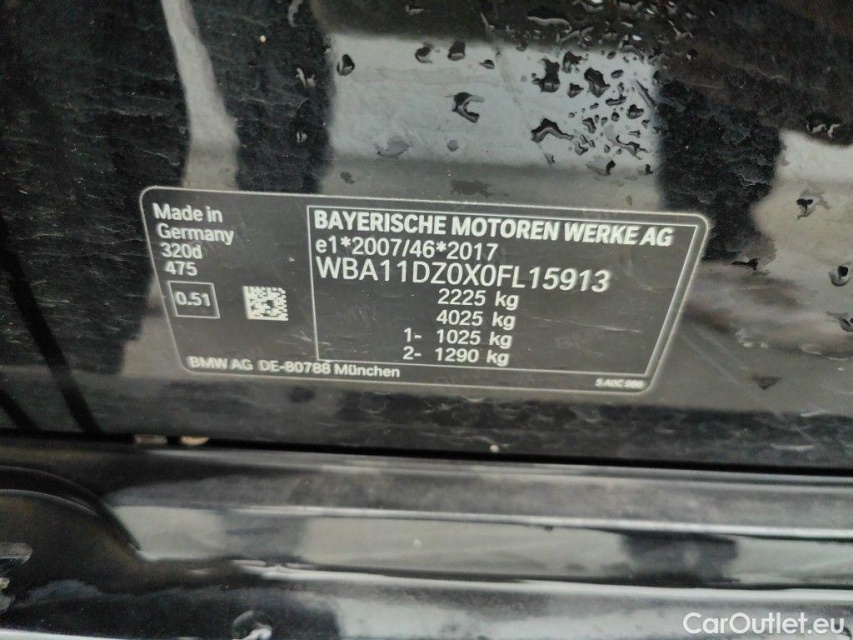 Made in
Germany
320d
475
0.51
BAYERISCHE MOTOREN WERKE AG
e1*2007/46*2017
WBA11DZ0X0FL15913
2225 kg
4025 kg
1- 1025 kg
2- 1290 kg
BMW AG DE-80788 München
CarOutlet.eu